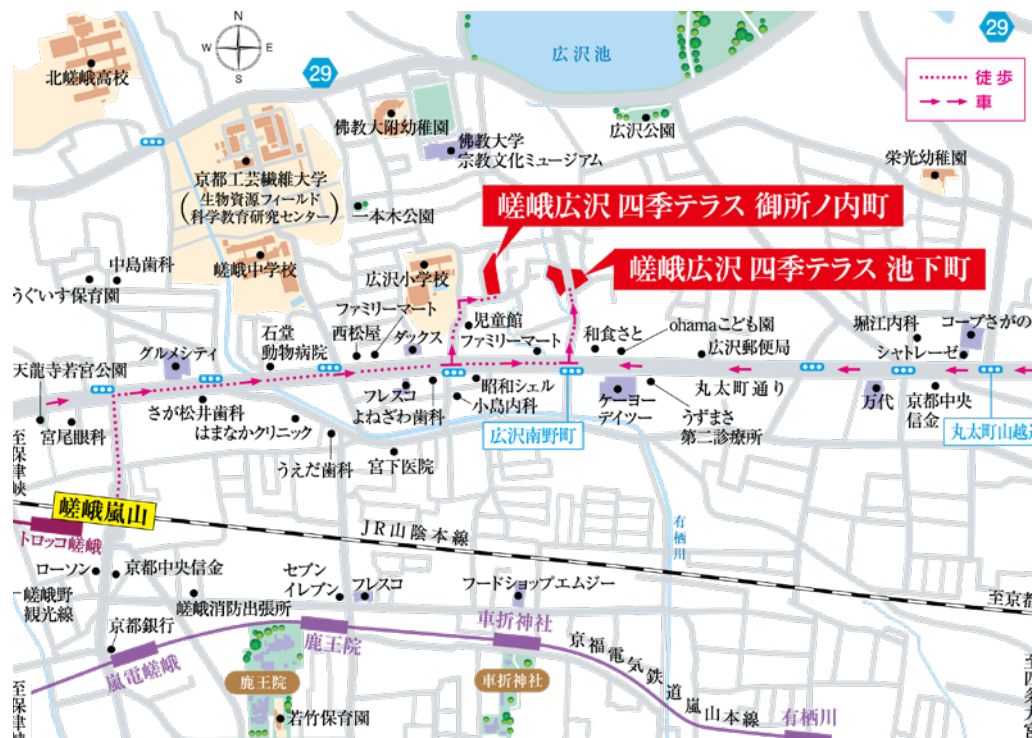 N
W
E
S
29
29
広沢池
徒歩
車
北嵯峨高校
佛教大附幼稚園
佛教大学
宗教文化ミュージアム
広沢公園
栄光幼稚園
京都工芸繊維大学
(生物資源フィールド
科学教育研究センター)
一本木公園
嵯峨広沢 四季テラス 御所ノ内町
嵯峨広沢 四季テラス 池下町
嵯峨中学校
広沢小学校
中島歯科
うぐいす保育園
ファミリーマート
西松屋
ダックス
石堂
動物病院
グルメシティ
児童館
ファミリーマート
和食さと
ohamaこども園
広沢郵便局
堀江内科
コープさがの
シャトレーゼ
天龍寺若宮公園
丸太町通り
さが松井歯科
はまなかクリニック
フレスコ
よねざわ歯科
昭和シェル
小島内科
ケーヨー
デイツー
うずまさ
第二診療所
万代
京都中央
信金
広沢南野町
丸太町山越
宮尾眼科
至保津峡
うえだ歯科
宮下医院
嵯峨嵐山
トロッコ嵯峨
JR山陰本線
有栖川
ローソン
京都中央信金
嵯峨野
観光線
嵯峨消防出張所
セブン
イレブン
フレスコ
フードショップエムジー
至京都
京都銀行
嵐電嵯峨
鹿王院
車折神社
京福電気鉄道嵐山本線
有栖川
鹿王院
車折神社
若竹保育園
至保津峡